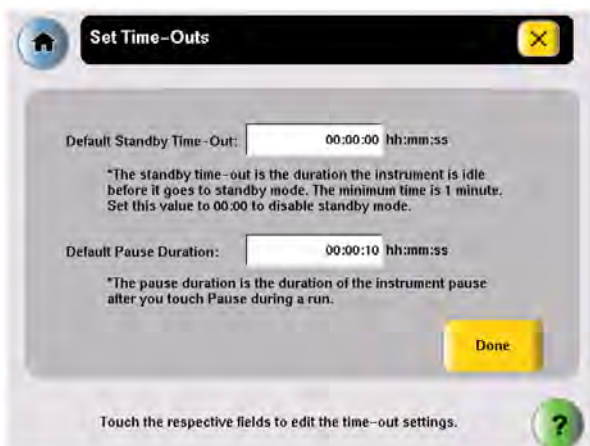 Set Time-Outs
Default Standby Time-Out: 00:00:00 hh:mm:ss
*The standby time-out is the duration the instrument is idle
before it goes to standby mode. The minimum time is 1 minute.
Set this value to 00:00 to disable standby mode.
Default Pause Duration: 00:00:10 hh:mm:ss
*The pause duration is the duration of the instrument pause
after you touch Pause during a run.
Done
Touch the respective fields to edit the time-out settings.
?